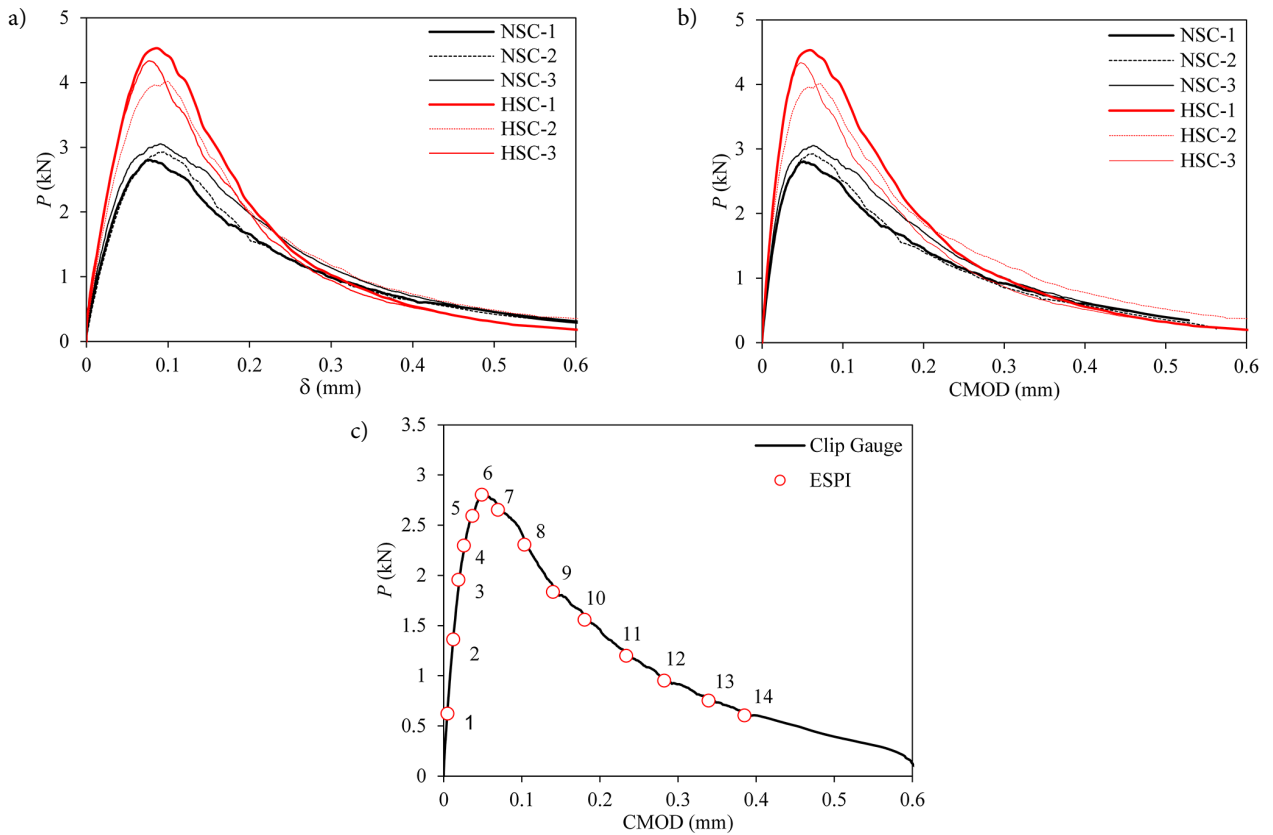 a)
5
4
3
2
1
0
P (kN)
0 0.1 0.2 0.3 0.4 0.5 0.6
δ (mm)
NSC-1
NSC-2
NSC-3
HSC-1
HSC-2
HSC-3
b)
5
4
3
2
1
0
P (kN)
0 0.1 0.2 0.3 0.4 0.5 0.6
CMOD (mm)
NSC-1
NSC-2
NSC-3
HSC-1
HSC-2
HSC-3
c)
3.5
3
2.5
2
1.5
1
0.5
0
P (kN)
0 0.1 0.2 0.3 0.4 0.5 0.6
CMOD (mm)
Clip Gauge
ESPI
1
2
3
4
5
6
7
8
9
10
11
12
13
14